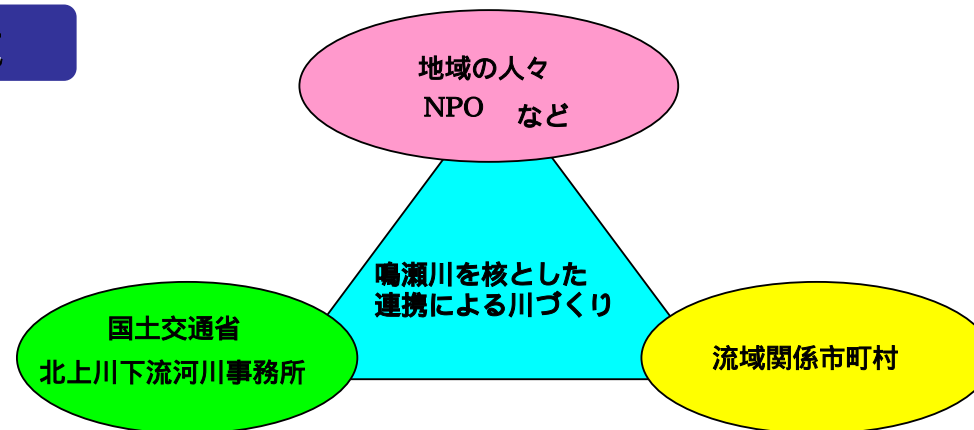 地域の人々
NPO など
鳴瀬川を核とした
連携による川づくり
国土交通省
北上川下流河川事務所
流域関係市町村